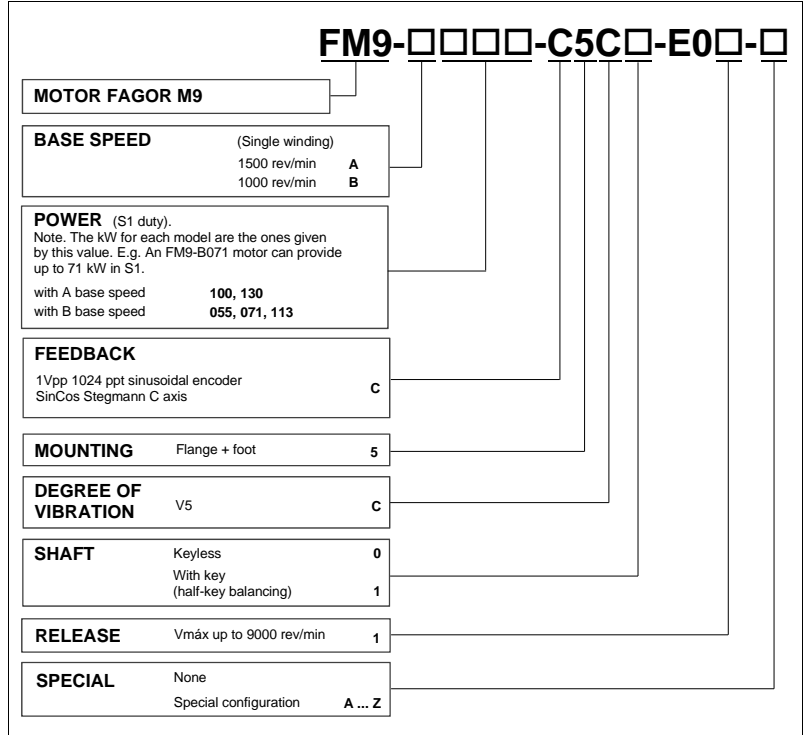 FM9-□□□□-C5C□-E0□-□
MOTOR FAGOR M9
BASE SPEED (Single winding)
1500 rev/min A
1000 rev/min B
POWER (S1 duty).
Note. The kW for each model are the ones given
by this value. E.g. An FM9-B071 motor can provide
up to 71 kW in S1.
with A base speed 100, 130
with B base speed 055, 071, 113
FEEDBACK
1Vpp 1024 ppt sinusoidal encoder
SinCos Stegmann C axis C
MOUNTING Flange + foot 5
DEGREE OF
VIBRATION V5 C
SHAFT Keyless 0
With key
(half-key balancing) 1
RELEASE Vmáx up to 9000 rev/min 1
SPECIAL None
Special configuration A ... Z